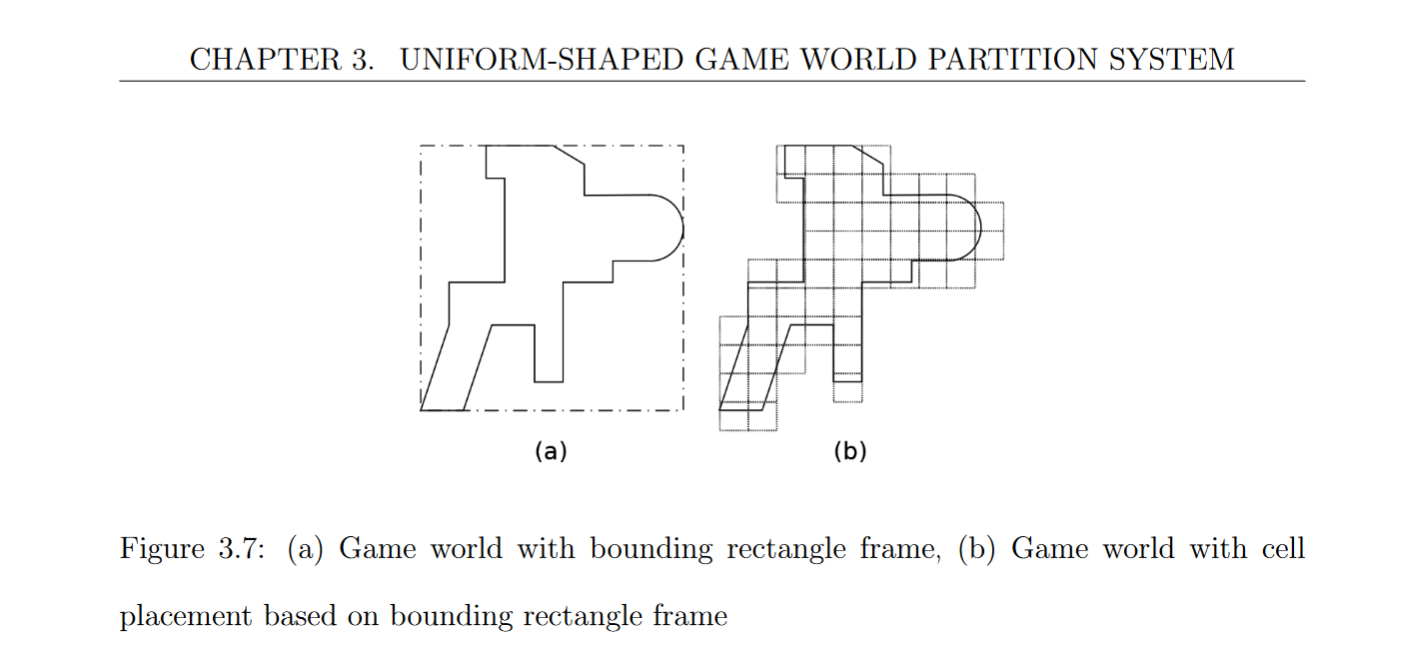 CHAPTER 3. UNIFORM-SHAPED GAME WORLD PARTITION SYSTEM
(a)
(b)
Figure 3.7: (a) Game world with bounding rectangle frame, (b) Game world with cell
placement based on bounding rectangle frame